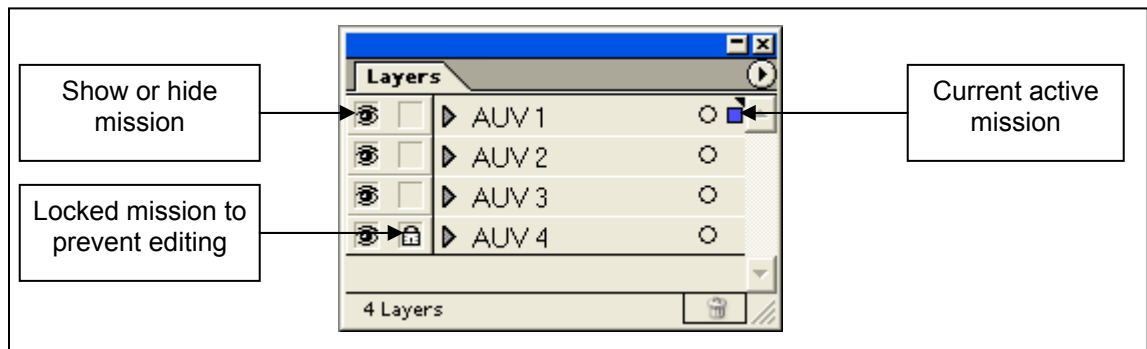 Layers
Show or hide
mission
AUV 1
Current active
mission
AUV 2
AUV 3
Locked mission to
prevent editing
AUV 4
4 Layers